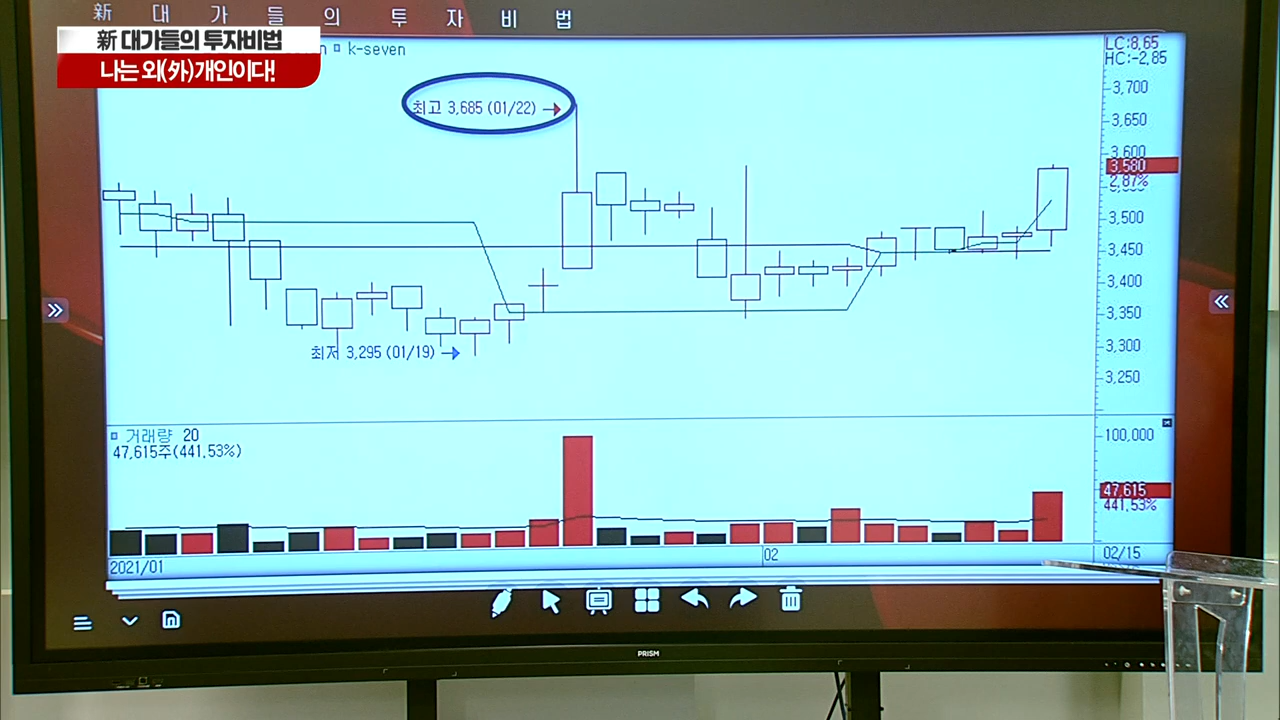 新 대 가 들 의 투 자 비 법
新 대가들의 투자비법
나는 외(外)개인이다!
k-seven
LC:8,65
HC:-2,85
최고 3,685 (01/22)
3,700
3,650
3,600
3,580
2,87%
3,500
3,450
3,400
3,350
3,300
3,250
최저 3,295 (01/19)
거래량 20
47,615주(441,53%)
100,000
47,615
441,53%
2021/01
02
02/15
PRISM